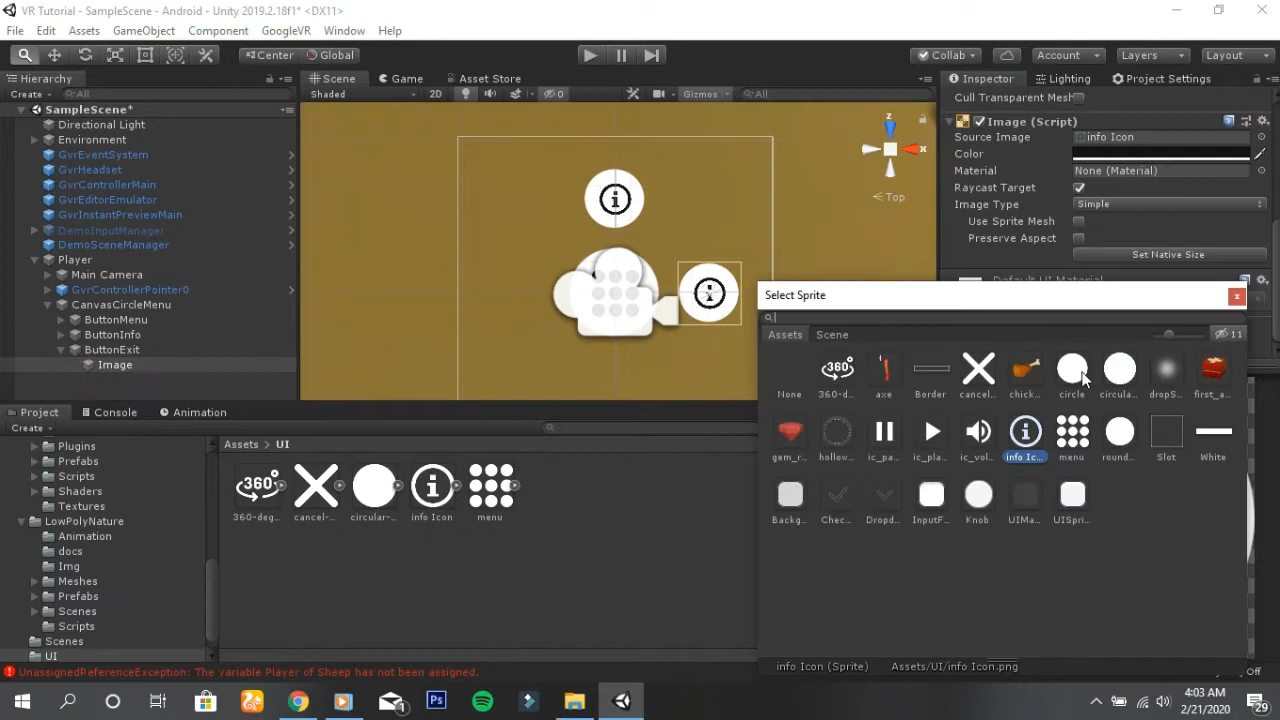 VR Tutorial - SampleScene - Android - Unity 2019.2.18f1* <DX11>
File Edit Assets GameObject Component GoogleVR Window Help
Center Global Collab Account Layers Layout
Hierarchy
Create All
SampleScene*
Directional Light
Environment
GvrEventSystem
GvrHeadset
GvrControllerMain
GvrEditorEmulator
GvrInstantPreviewMain
DemoInputManager
DemoSceneManager
Player
Main Camera
GvrControllerPointer0
CanvasCircleMenu
ButtonMenu
ButtonInfo
ButtonExit
Image
Scene Game Asset Store
Shaded 2D 0 Gizmos All
z
x
Top
Inspector Lighting Project Settings
Cull Transparent Mesh
Image (Script)
Source Image info Icon
Color
Material None (Material)
Raycast Target
Image Type Simple
Use Sprite Mesh
Preserve Aspect
Set Native Size
Default UI Material
Select Sprite
Assets Scene 11
360
None 360-d... axe Border cancel... chick... circle circula... dropS... first_a...
gem_r... hollow... ic_pa... ic_pla... ic_vol... info Ic... menu round... Slot White
Backg... Chec... Dropd... InputF... Knob UIMa... UISpri...
info Icon (Sprite) Assets/UI/info Icon.png
Project Console Animation
Create
Plugins
Prefabs
Scripts
Shaders
Textures
LowPolyNature
Animation
docs
Img
Meshes
Prefabs
Scenes
Scripts
Scenes
UI
Assets > UI
360
360-deg... cancel-... circular-... info Icon menu
UnassignedReferenceException: The variable Player of Sheep has not been assigned.
Off
Ps
4:03 AM
2/21/2020
29